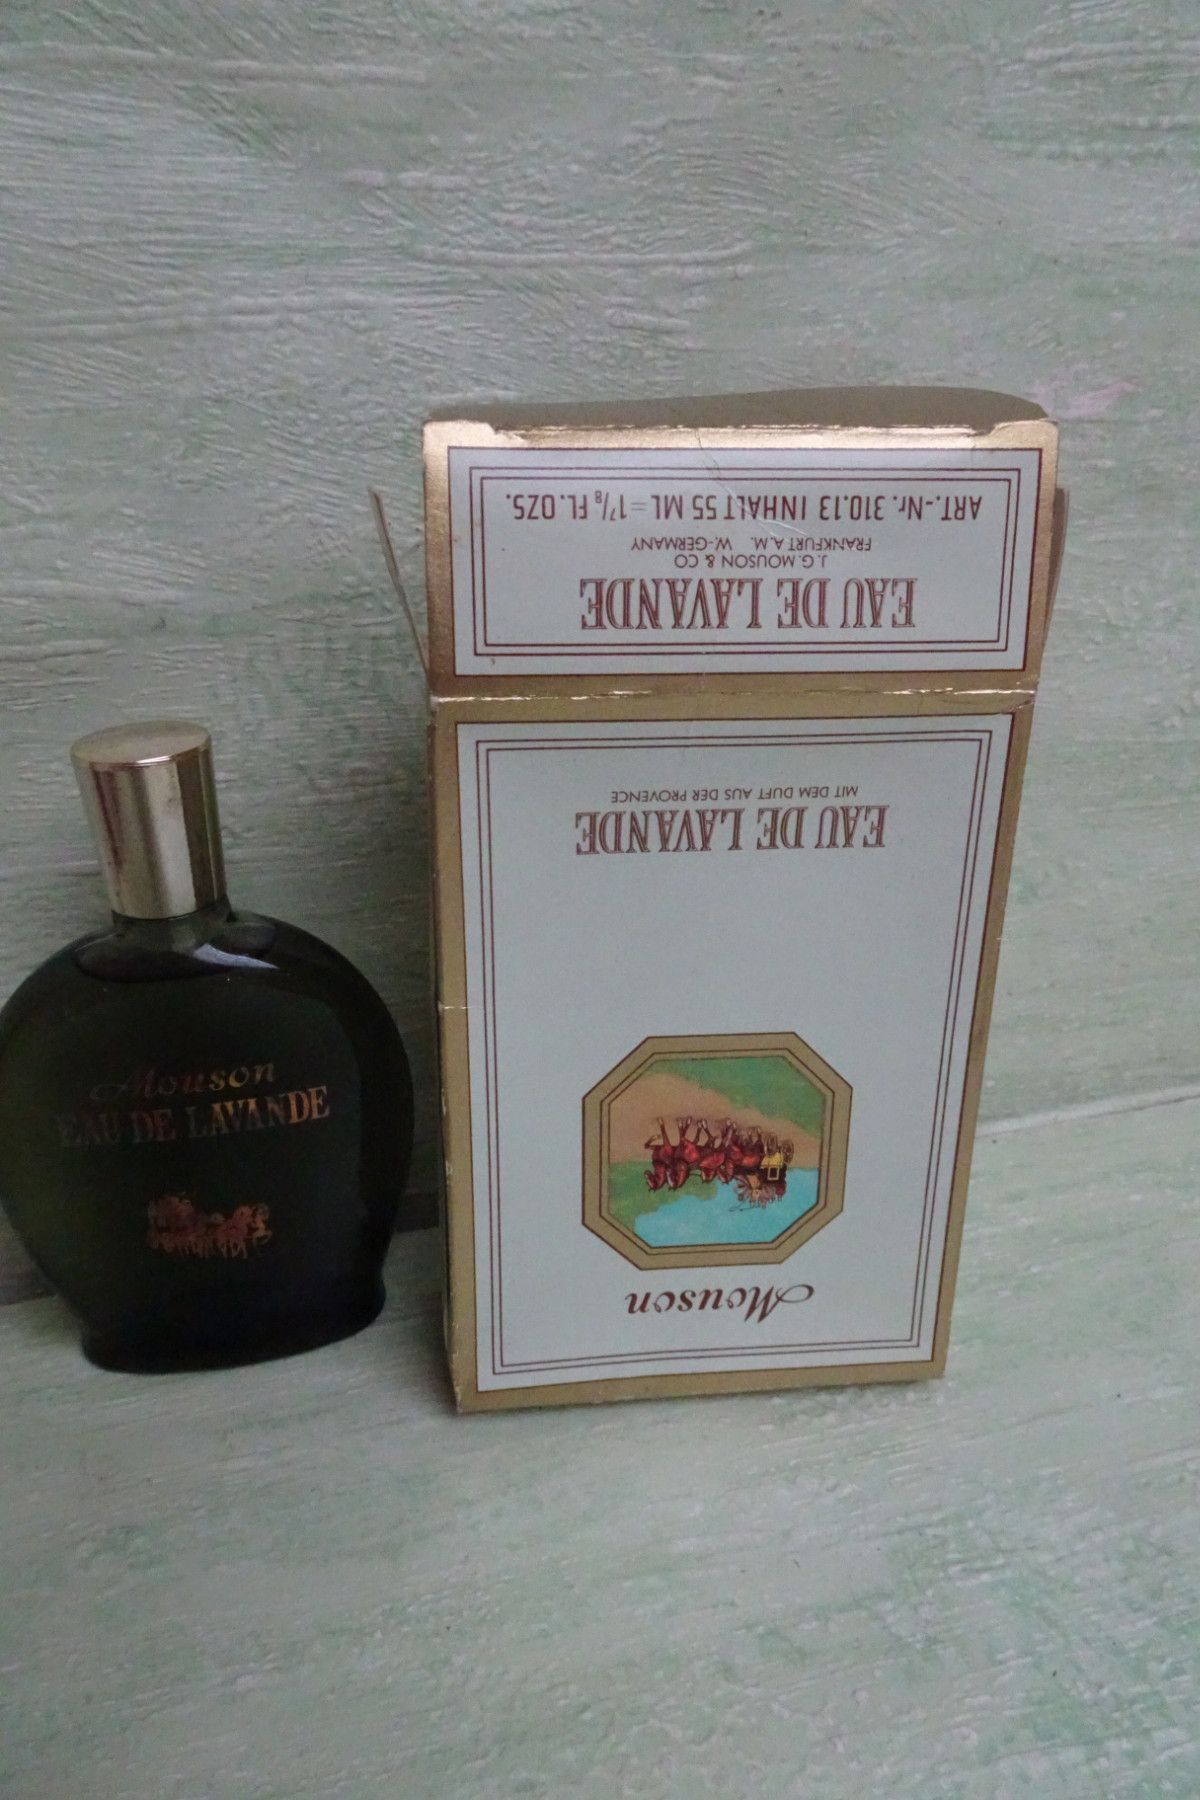 Mouson
EAU DE LAVANDE
Mouson
EAU DE LAVANDE
MIT DEM DUFT AUS DER PROVENCE
EAU DE LAVANDE
J. G. MOUSON & CO
FRANKFURT A.M. W.-GERMANY
ART.-Nr. 310.13 INHALT 55 ML = 1⅞ FL. OZS.